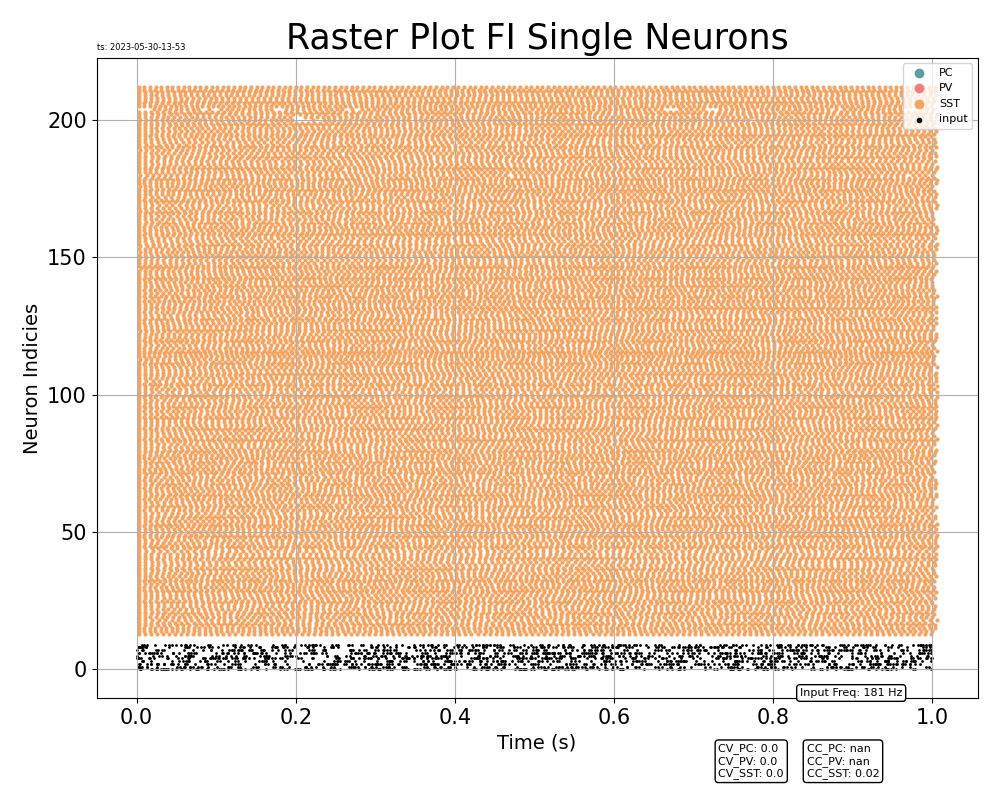 Raster Plot FI Single Neurons
ts: 2023-05-30-13-53
PC
PV
SST
input
200
150
100
50
0
Neuron Indicies
0.0 0.2 0.4 0.6 0.8 1.0
Time (s)
Input Freq: 181 Hz
CV_PC: 0.0
CV_PV: 0.0
CV_SST: 0.0
CC_PC: nan
CC_PV: nan
CC_SST: 0.02